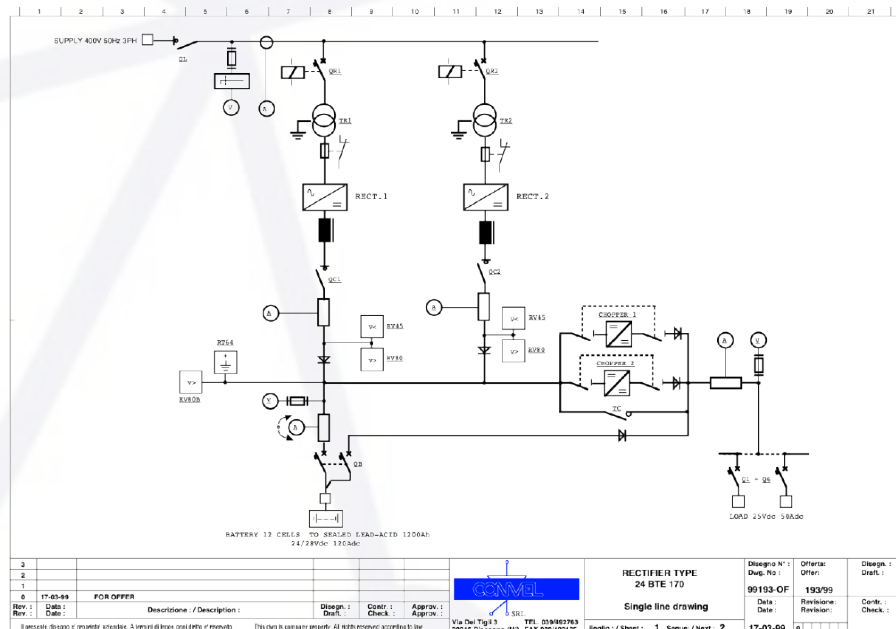 1 2 3 4 5 6 7 8 9 10 11 12 13 14 15 16 17 18 19 20 21
SUPPLY 400V 50Hz 3PH
QL
V A
QR1 QR2
TR1 TR2
RECT.1 RECT.2
QC1 QC2
A A
V< RV45 V< RV45
V> RV80 V> RV80
R764
V>
RV80B
V
A
QB
CHOPPER 1
CHOPPER 2
TC
A V
Q1 - Q6
LOAD 25Vdc 50Adc
BATTERY 12 CELLS TO SEALED LEAD-ACID 1200Ah
24/28Vdc 120Adc
3
2
1
0 17-03-99 FOR OFFER
Rev. : Data : Descrizione : / Description : Disegn. : Contr. : Approv. :
Rev. : Date : Draft. : Check. : Approv. :
CONVEL
SRL
Via Dei Tigli 3 TEL. 039/492763
RECTIFIER TYPE
24 BTE 170
Single line drawing
Foglio : / Sheet : 1 Segue: / Next : 2
Disegno N° : Offerta: Disegn. :
Dwg. No : Offer: Draft. :
99193-OF 193/99
Data : Revisione: Contr. :
Date : Revision: Check. :
17-03-99 0